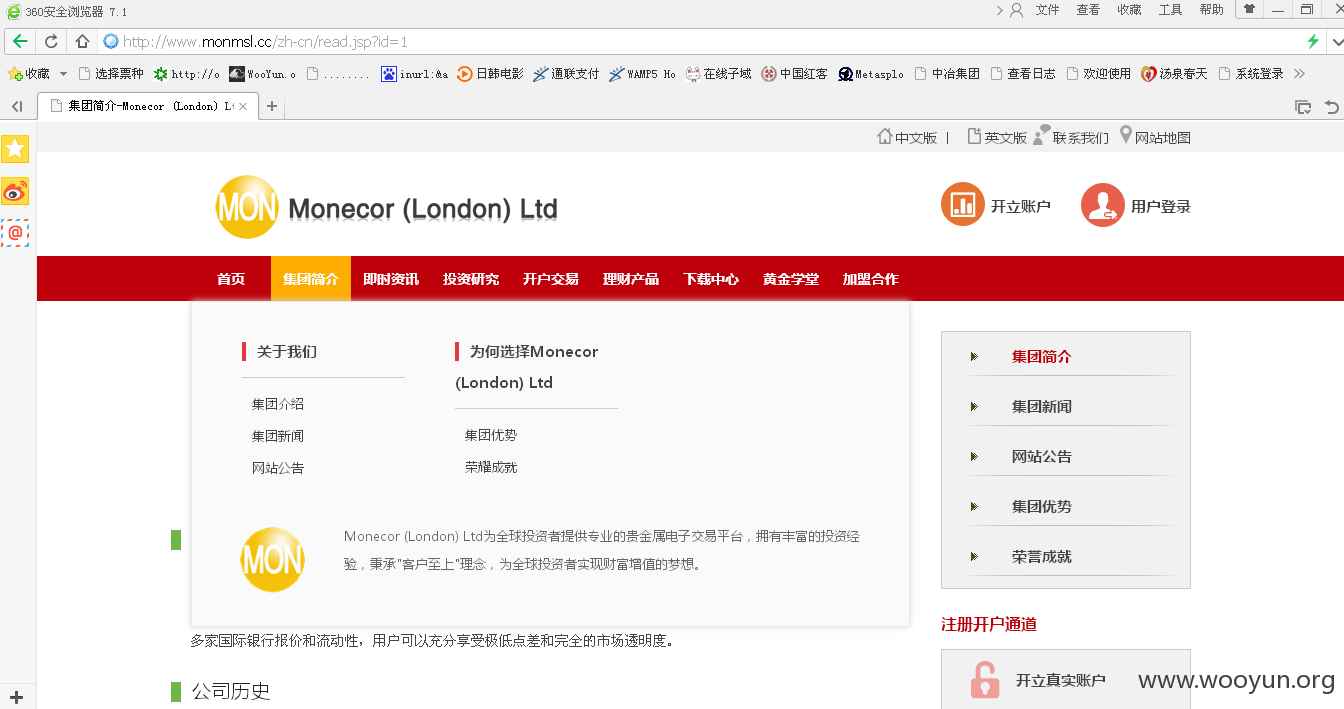 360安全浏览器 7.1
文件 查看 收藏 工具 帮助
http://www.monmsl.cc/zh-cn/read.jsp?id=1
收藏 选择票种 http://o WooYun.o ........ inurl:&a 日韩电影 通联支付 WAMP5 Ho 在线子域 中国红客 Metasplo 中冶集团 查看日志 欢迎使用 汤泉春天 系统登录
集团简介-Monecor (London) Lt
中文版 | 英文版 联系我们 网站地图
MON Monecor (London) Ltd
开立账户 用户登录
首页 集团简介 即时资讯 投资研究 开户交易 理财产品 下载中心 黄金学堂 加盟合作
关于我们
集团介绍
集团新闻
网站公告
为何选择Monecor
(London) Ltd
集团优势
荣耀成就
MON
Monecor (London) Ltd为全球投资者提供专业的贵金属电子交易平台，拥有丰富的投资经
验，秉承"客户至上"理念，为全球投资者实现财富增值的梦想。
多家国际银行报价和流动性，用户可以充分享受极低点差和完全的市场透明度。
公司历史
集团简介
集团新闻
网站公告
集团优势
荣誉成就
注册开户通道
开立真实账户
www.wooyun.org